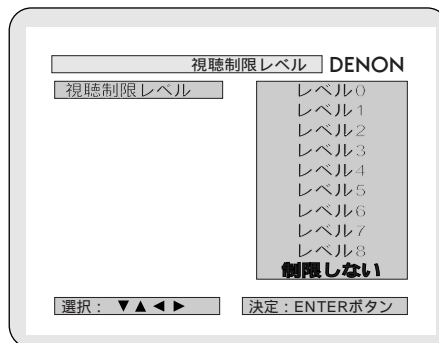 視聴制限レベル DENON
視聴制限レベル
レベル0
レベル1
レベル2
レベル3
レベル4
レベル5
レベル6
レベル7
レベル8
制限しない
選択： ▼▲◄► 決定：ENTERボタン